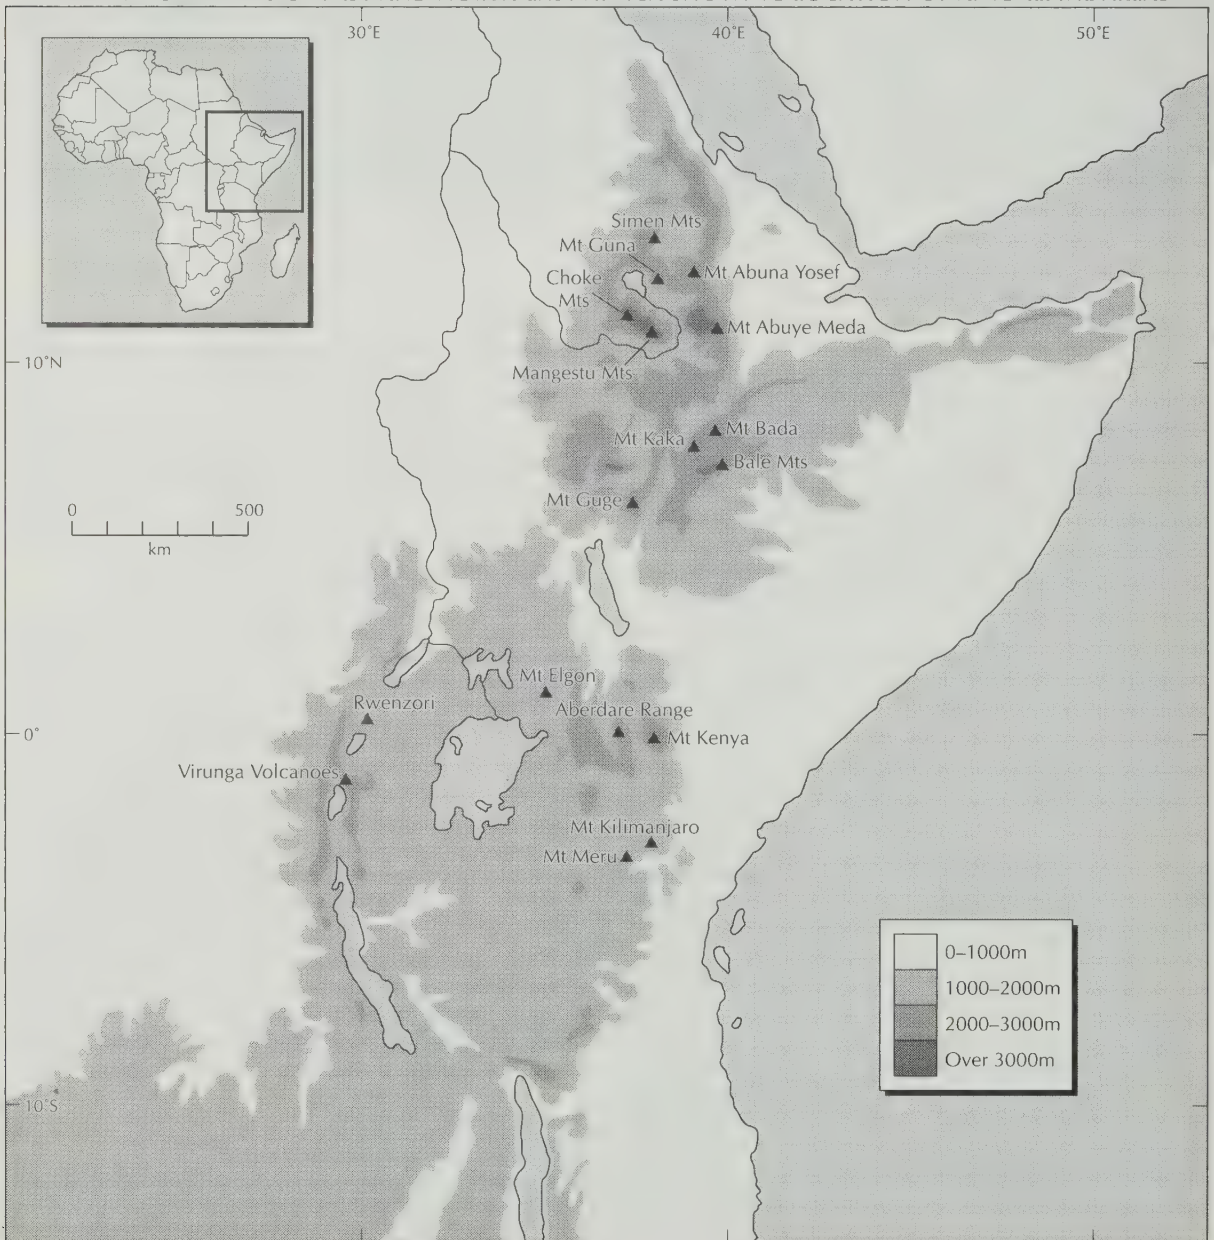 30°E
40°E
50°E
Simen Mts
Mt Guna
Choke
Mts
Mt Abuna Yosef
Mt Abuye Meda
10°N
Mangestu Mts
Mt Bada
Mt Kaka
Bale Mts
Mt Guge
0
500
km
Mt Elgon
Rwenzori
Aberdare Range
0°
Mt Kenya
Virunga Volcanoes
Mt Kilimanjaro
Mt Meru
0–1000m
1000–2000m
2000–3000m
Over 3000m
10°S